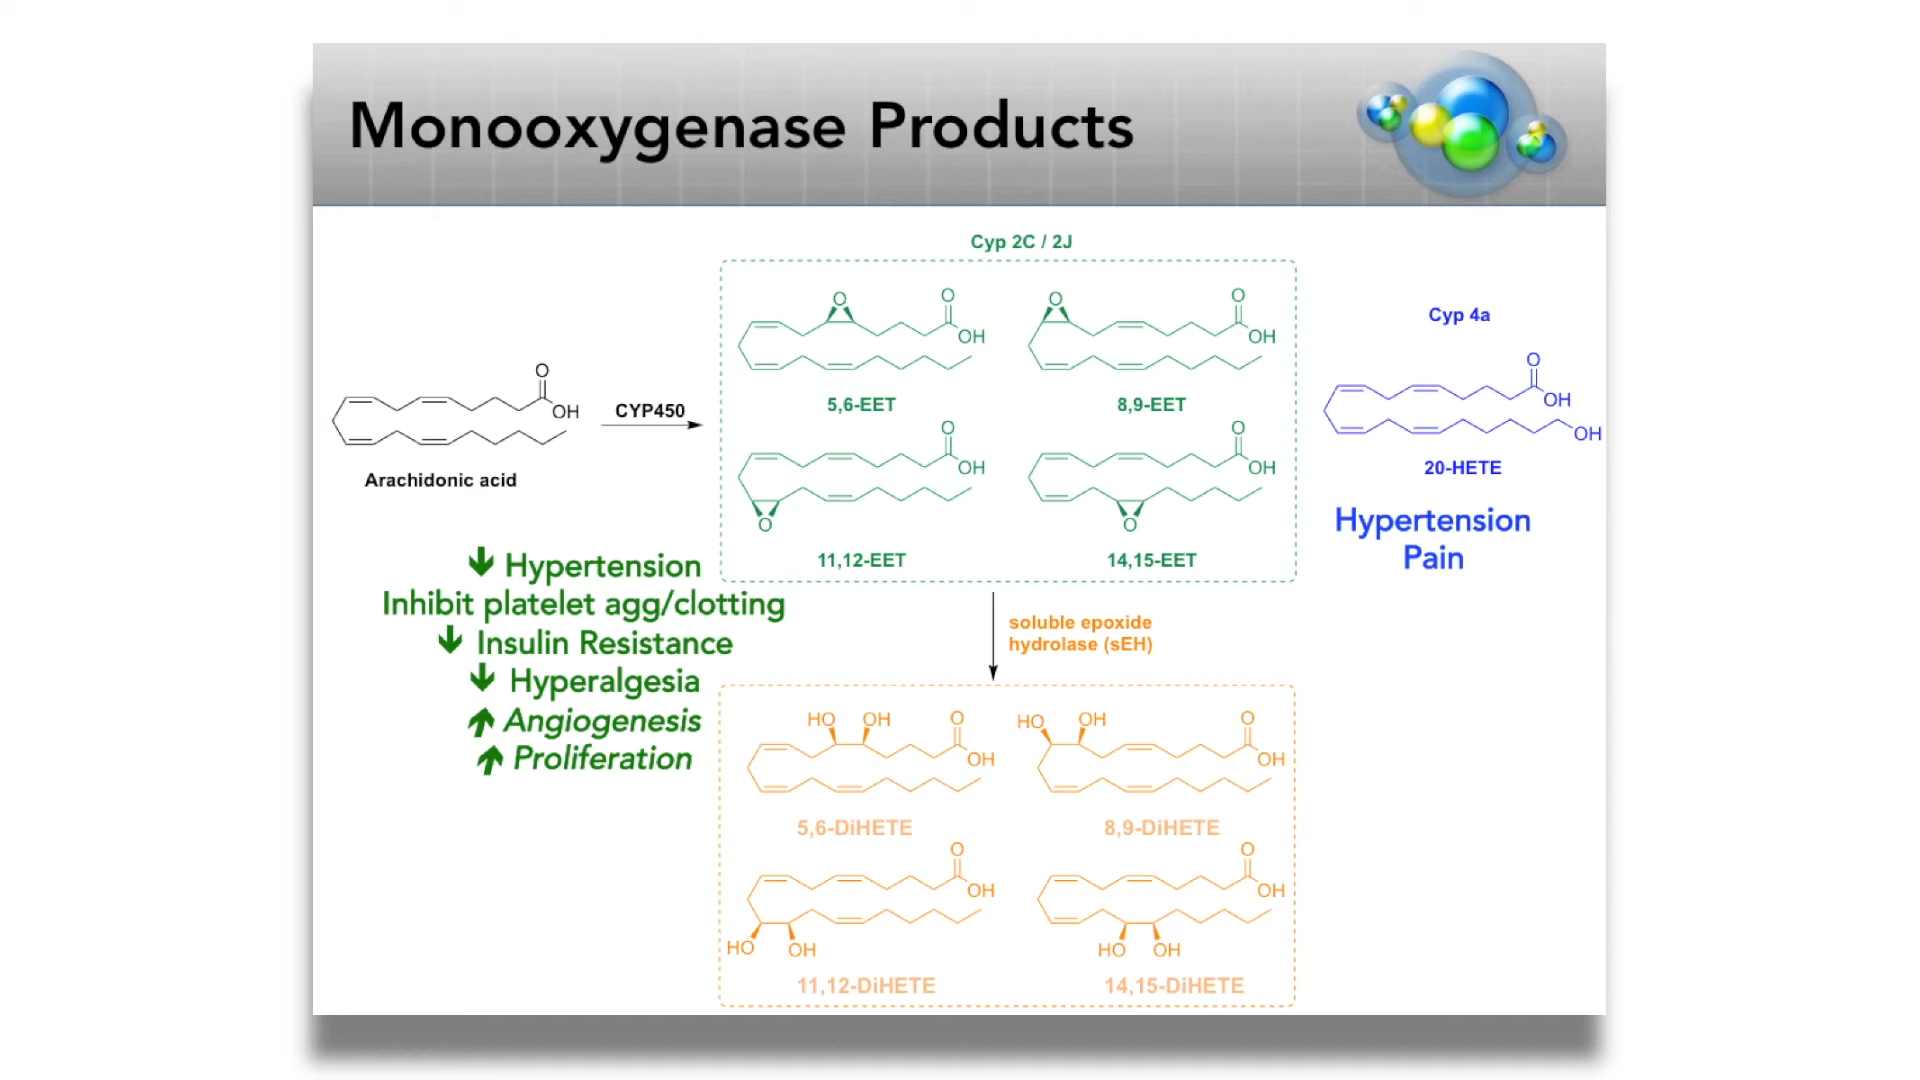 Monooxygenase Products
Cyp 2C / 2J
O
O
OH
5,6-EET
O
O
OH
8,9-EET
O
OH
O
11,12-EET
O
OH
O
14,15-EET
Cyp 4a
O
OH
OH
20-HETE
Hypertension
Pain
O
OH
Arachidonic acid
CYP450
Hypertension
Inhibit platelet agg/clotting
Insulin Resistance
Hyperalgesia
Angiogenesis
Proliferation
soluble epoxide
hydrolase (sEH)
HO OH O
OH
5,6-DiHETE
HO OH O
OH
8,9-DiHETE
O
OH
HO OH
11,12-DiHETE
O
OH
HO OH
14,15-DiHETE